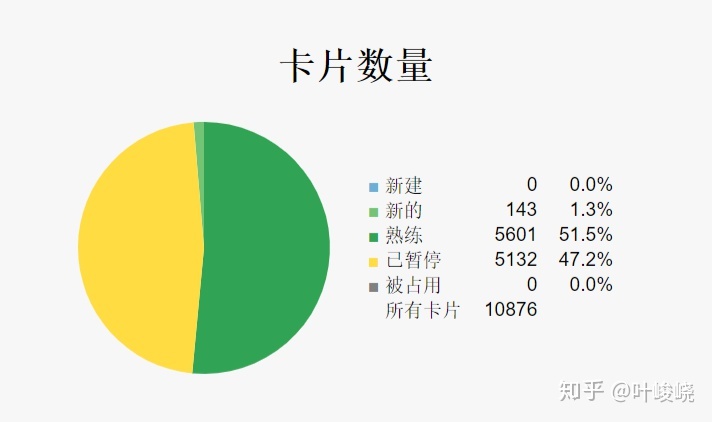 卡片数量
新建 0 0.0%
新的 143 1.3%
熟练 5601 51.5%
已暂停 5132 47.2%
被占用 0 0.0%
所有卡片 10876
知乎 @叶峻峣